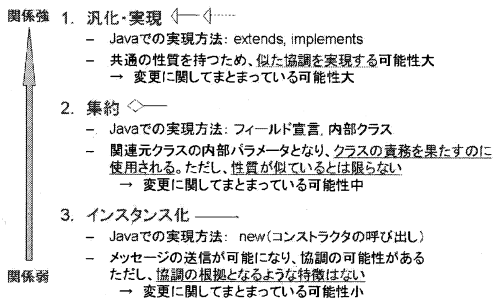 関係強
1. 汎化・実現
– Javaでの実現方法: extends, implements
– 共通の性質を持つため、似た協調を実現する可能性大
→ 変更に関してまとまっている可能性大
2. 集約
– Javaでの実現方法: フィールド宣言, 内部クラス
– 関連元クラスの内部パラメータとなり、クラスの責務を果たすのに
使用される。ただし、性質が似ているとは限らない
→ 変更に関してまとまっている可能性中
3. インスタンス化
– Javaでの実現方法: new(コンストラクタの呼び出し)
– メッセージの送信が可能になり、協調の可能性がある
ただし、協調の根拠となるような特徴はない
→ 変更に関してまとまっている可能性小
関係弱